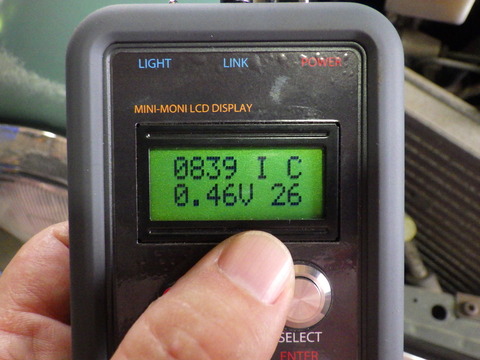 LIGHT LINK POWER
MINI-MONI LCD DISPLAY
0839 I C
0.46V 26
SELECT
ENTER